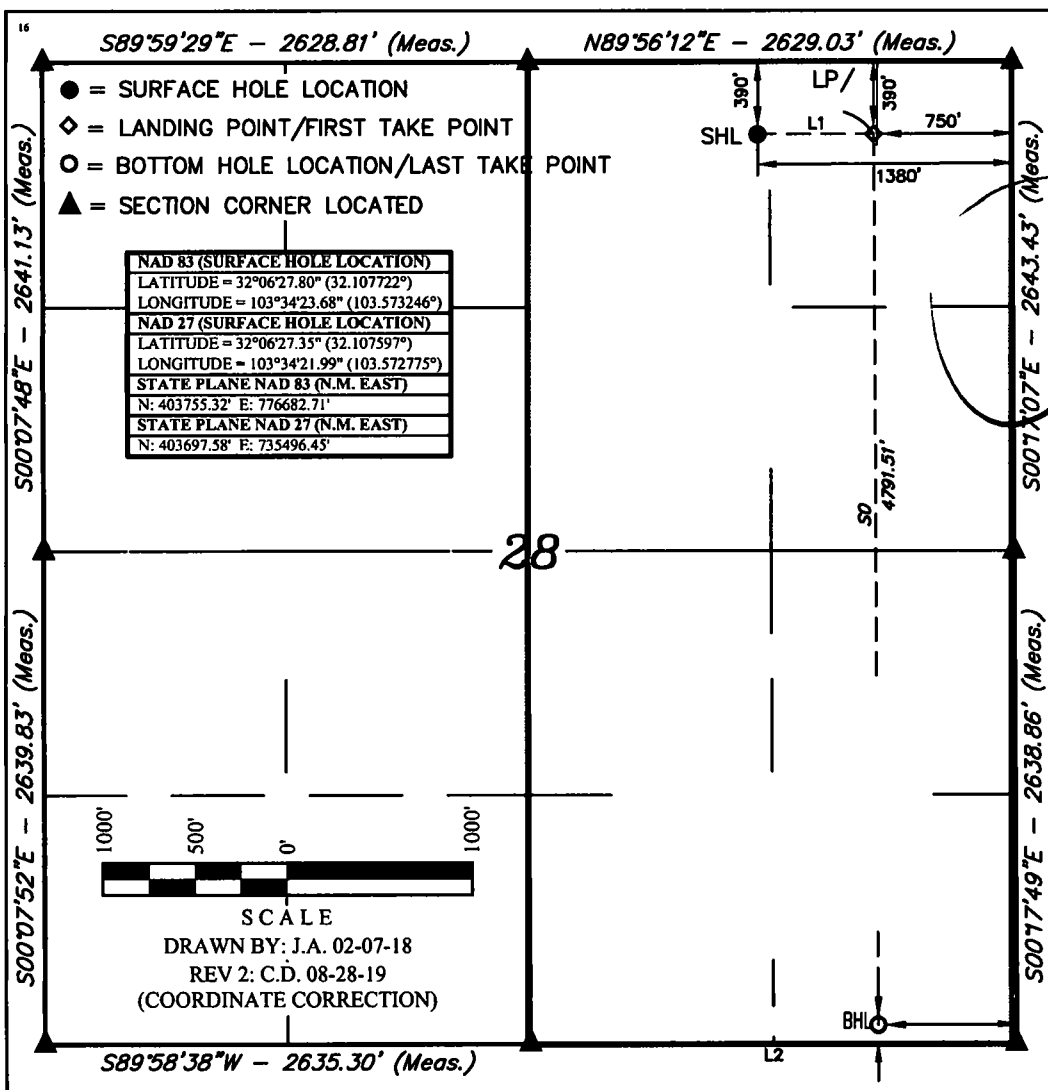 16
S89°59'29"E - 2628.81' (Meas.)
N89°56'12"E - 2629.03' (Meas.)
● = SURFACE HOLE LOCATION
◇ = LANDING POINT/FIRST TAKE POINT
○ = BOTTOM HOLE LOCATION/LAST TAKE POINT
▲ = SECTION CORNER LOCATED
390'
LP/
390'
SHL
L1
750'
1380'
S00°07'48"E - 2641.13' (Meas.)
S00°17'07"E - 2643.43' (Meas.)
NAD 83 (SURFACE HOLE LOCATION)
LATITUDE = 32°06'27.80" (32.107722°)
LONGITUDE = 103°34'23.68" (103.573246°)
NAD 27 (SURFACE HOLE LOCATION)
LATITUDE = 32°06'27.35" (32.107597°)
LONGITUDE = 103°34'21.99" (103.572775°)
STATE PLANE NAD 83 (N.M. EAST)
N: 403755.32' E: 776682.71'
STATE PLANE NAD 27 (N.M. EAST)
N: 403697.58' E: 735496.45'
4791.51'
28
S00°07'52"E - 2639.83' (Meas.)
S00°17'49"E - 2638.86' (Meas.)
1000'
500'
0'
1000'
SCALE
DRAWN BY: J.A. 02-07-18
REV 2: C.D. 08-28-19
(COORDINATE CORRECTION)
BHL
S89°58'38"W - 2635.30' (Meas.)
L2